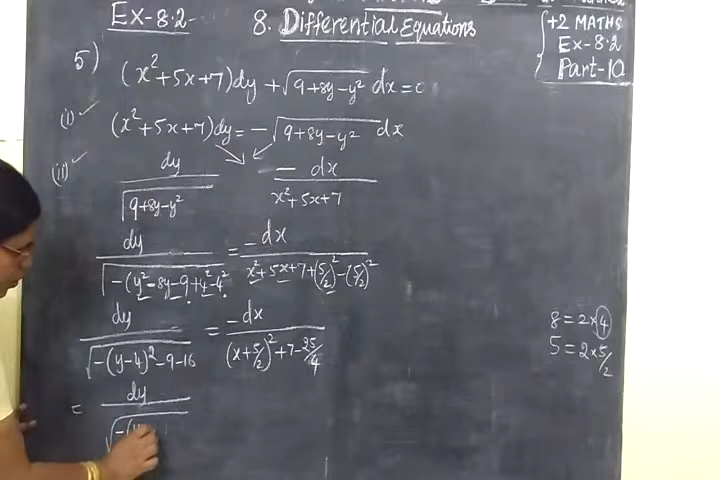 Ex-8.2
8. Differential Equations
+2 MATHS
Ex-8.2
Part-10
5) (x²+5x+7)dy + √(9+8y-y²) dx = 0
(i) ✓ (x²+5x+7)dy = -√(9+8y-y²) dx
(ii) ✓ dy/√(9+8y-y²) -dx/(x²+5x+7)
dy/√(-(y²-8y-9+4²-4²)) = -dx/(x²+5x+7+(5/2)²-(5/2)²)
8=2×4
5=2×5/2
dy/√(-(y-4)²-9-16) = -dx/((x+5/2)²+7-25/4)
= dy/√(-(